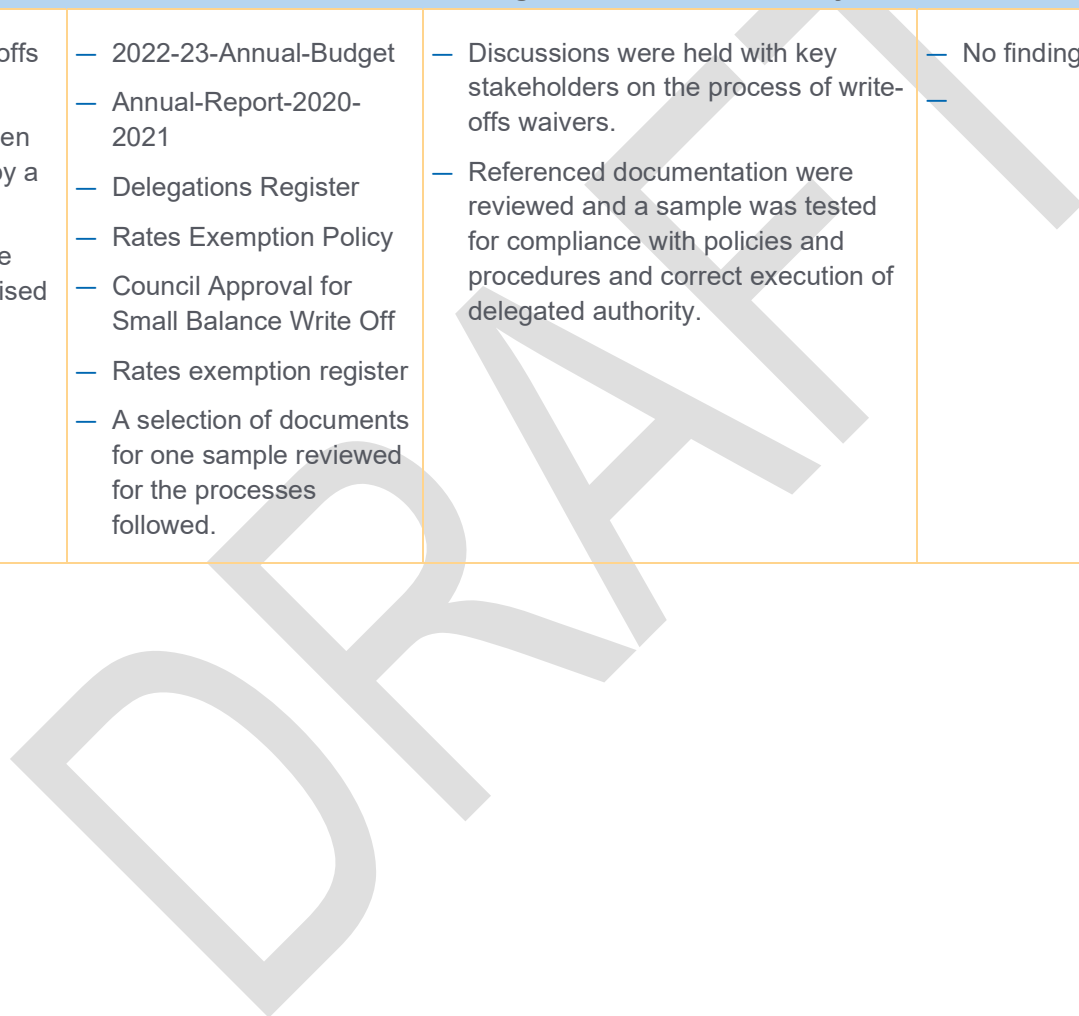 offs
en
by a
e
ised
— 2022-23-Annual-Budget
— Annual-Report-2020-
2021
— Delegations Register
— Rates Exemption Policy
— Council Approval for
Small Balance Write Off
— Rates exemption register
— A selection of documents
for one sample reviewed
for the processes
followed.
— Discussions were held with key
stakeholders on the process of write-
offs waivers.
— Referenced documentation were
reviewed and a sample was tested
for compliance with policies and
procedures and correct execution of
delegated authority.
— No finding
—
DRAFT